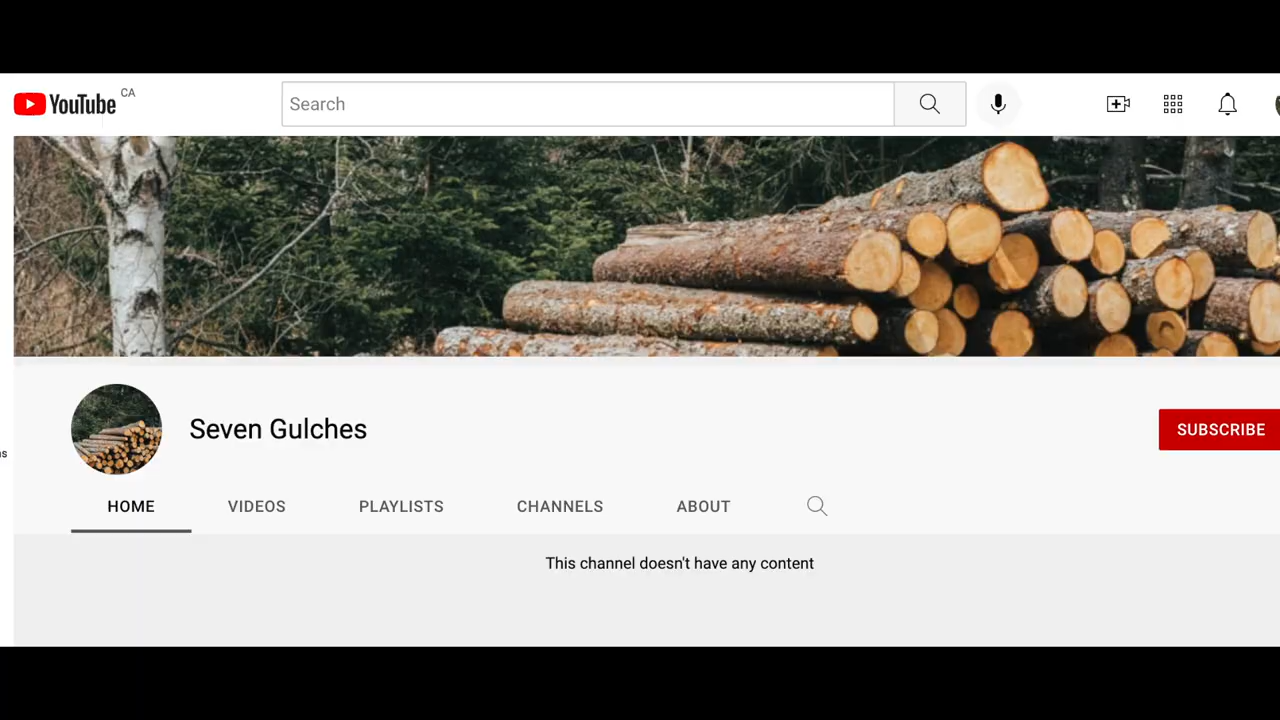 YouTube CA
Search
Seven Gulches
SUBSCRIBE
HOME VIDEOS PLAYLISTS CHANNELS ABOUT
This channel doesn't have any content